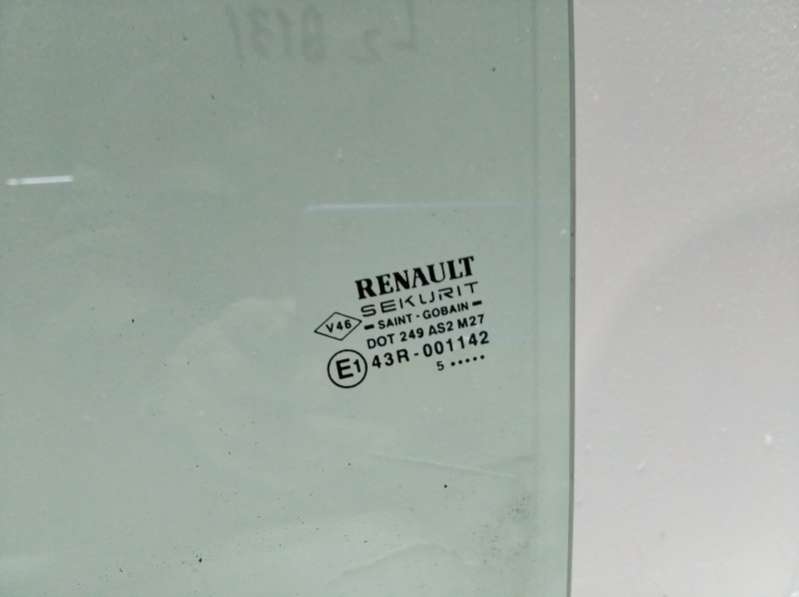 RENAULT
SEKURIT
SAINT - GOBAIN
V46
DOT 249 AS2 M27
E1
43R - 001142
5 •••••